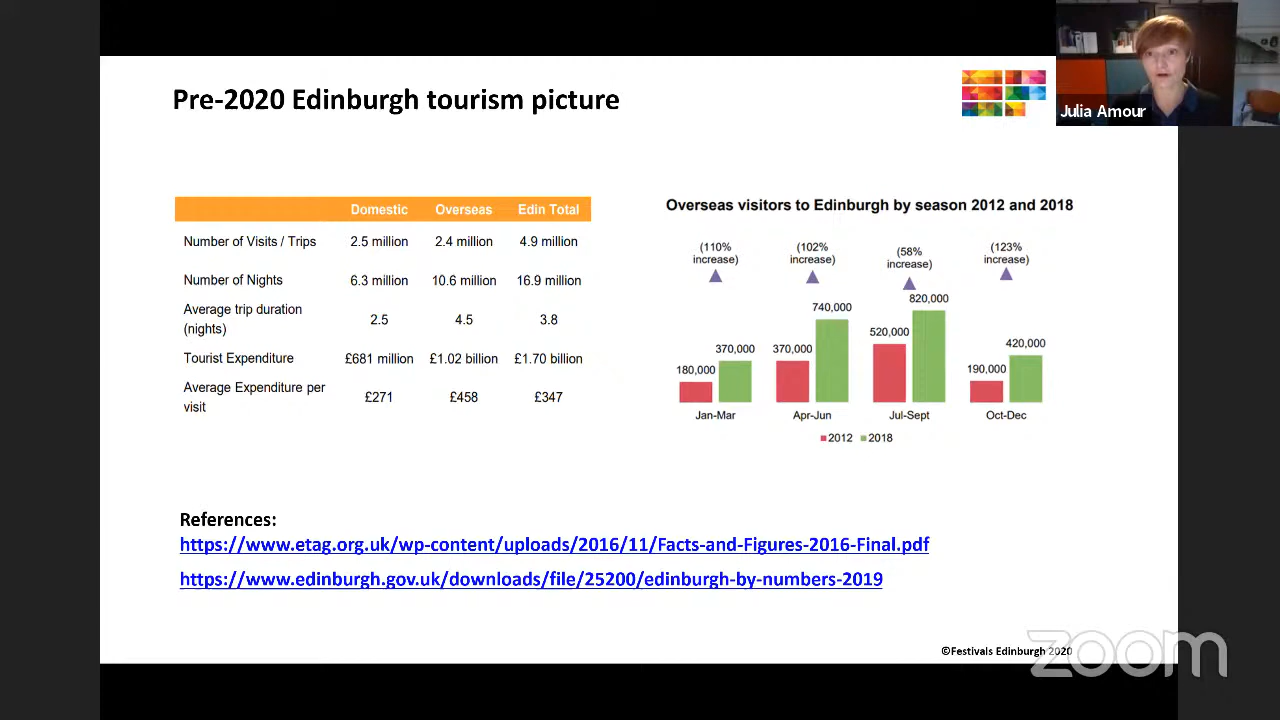 Pre-2020 Edinburgh tourism picture
Julia Amour
Domestic Overseas Edin Total
Number of Visits / Trips 2.5 million 2.4 million 4.9 million
Number of Nights 6.3 million 10.6 million 16.9 million
Average trip duration
(nights) 2.5 4.5 3.8
Tourist Expenditure £681 million £1.02 billion £1.70 billion
Average Expenditure per
visit £271 £458 £347
Overseas visitors to Edinburgh by season 2012 and 2018
(110% (102% (58% (123%
increase) increase) increase) increase)
180,000 370,000 370,000 740,000 520,000 820,000 190,000 420,000
Jan-Mar Apr-Jun Jul-Sept Oct-Dec
2012 2018
References:
https://www.etag.org.uk/wp-content/uploads/2016/11/Facts-and-Figures-2016-Final.pdf
https://www.edinburgh.gov.uk/downloads/file/25200/edinburgh-by-numbers-2019
©Festivals Edinburgh 2020
zoom